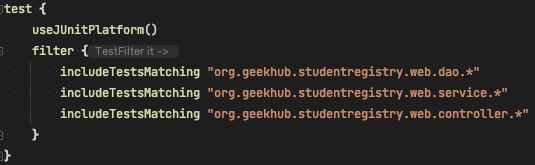 test {
useJUnitPlatform()
filter { TestFilter it ->
includeTestsMatching "org.geekhub.studentregistry.web.dao.*"
includeTestsMatching "org.geekhub.studentregistry.web.service.*"
includeTestsMatching "org.geekhub.studentregistry.web.controller.*"
}
}